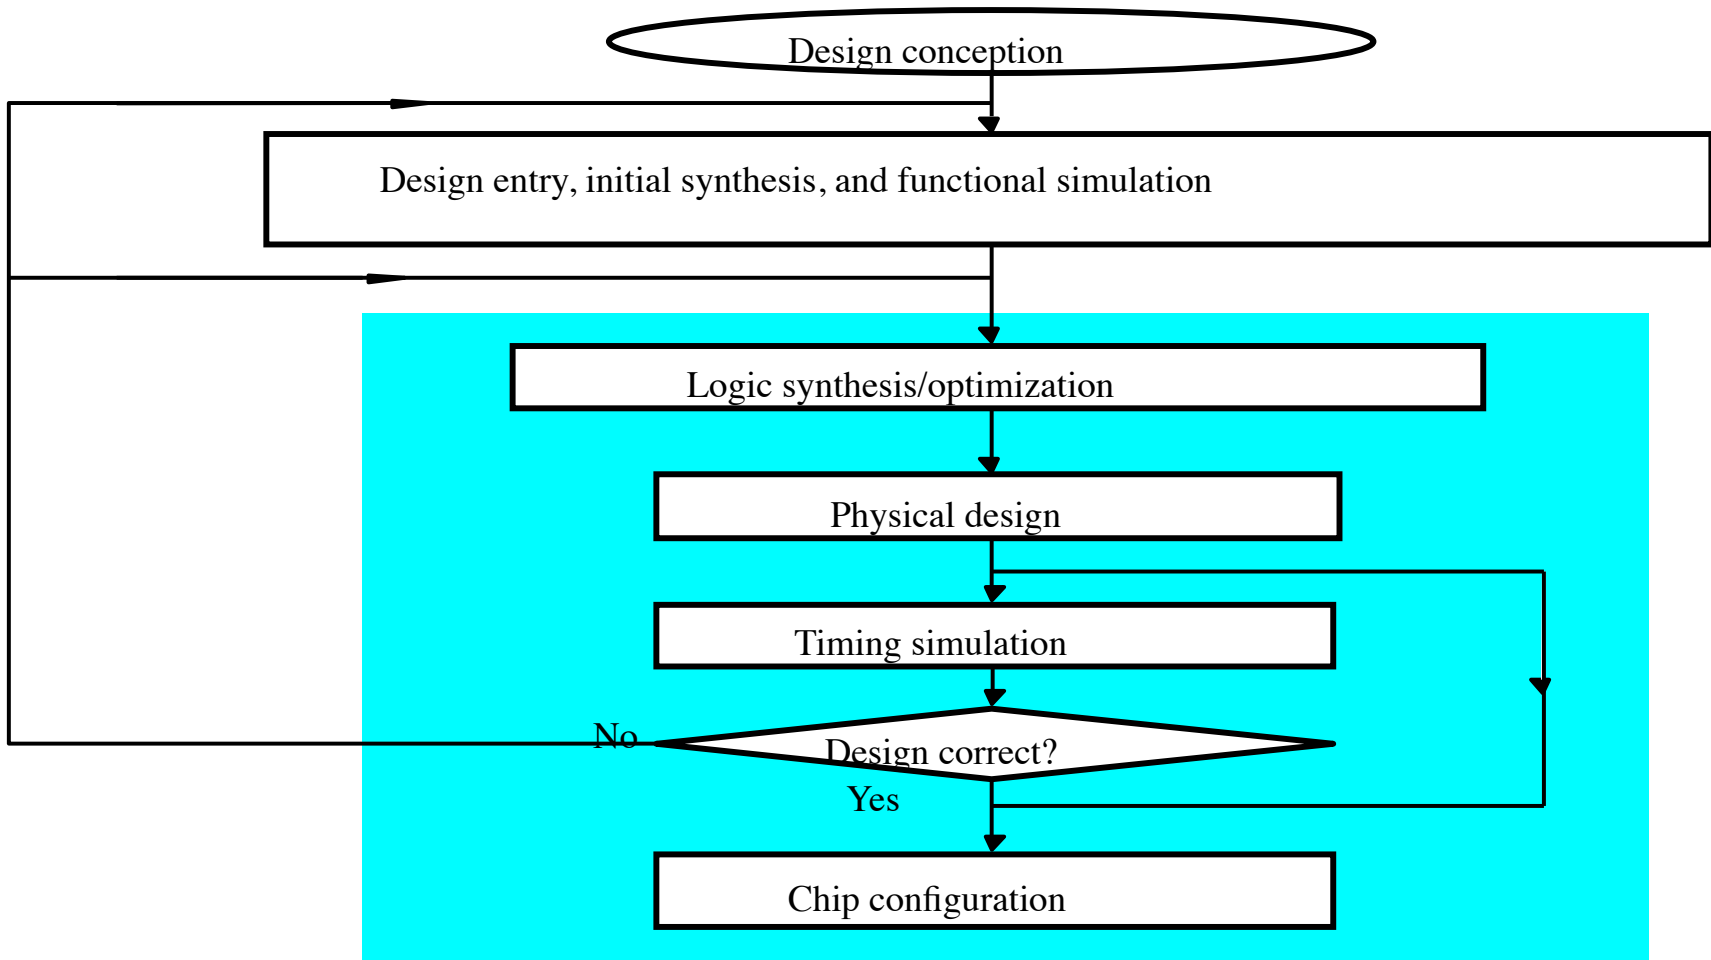 Design conception
Design entry, initial synthesis, and functional simulation
Logic synthesis/optimization
Physical design
Timing simulation
No
Design correct?
Yes
Chip configuration